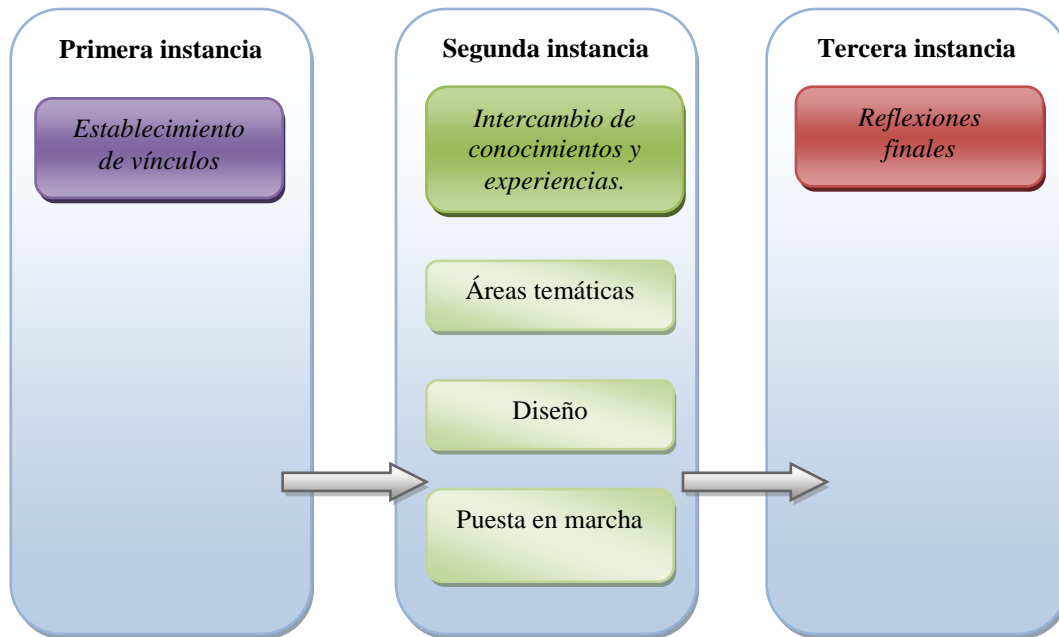 Primera instancia
Establecimiento
de vínculos
Segunda instancia
Intercambio de
conocimientos y
experiencias.
Áreas temáticas
Diseño
Puesta en marcha
Tercera instancia
Reflexiones
finales